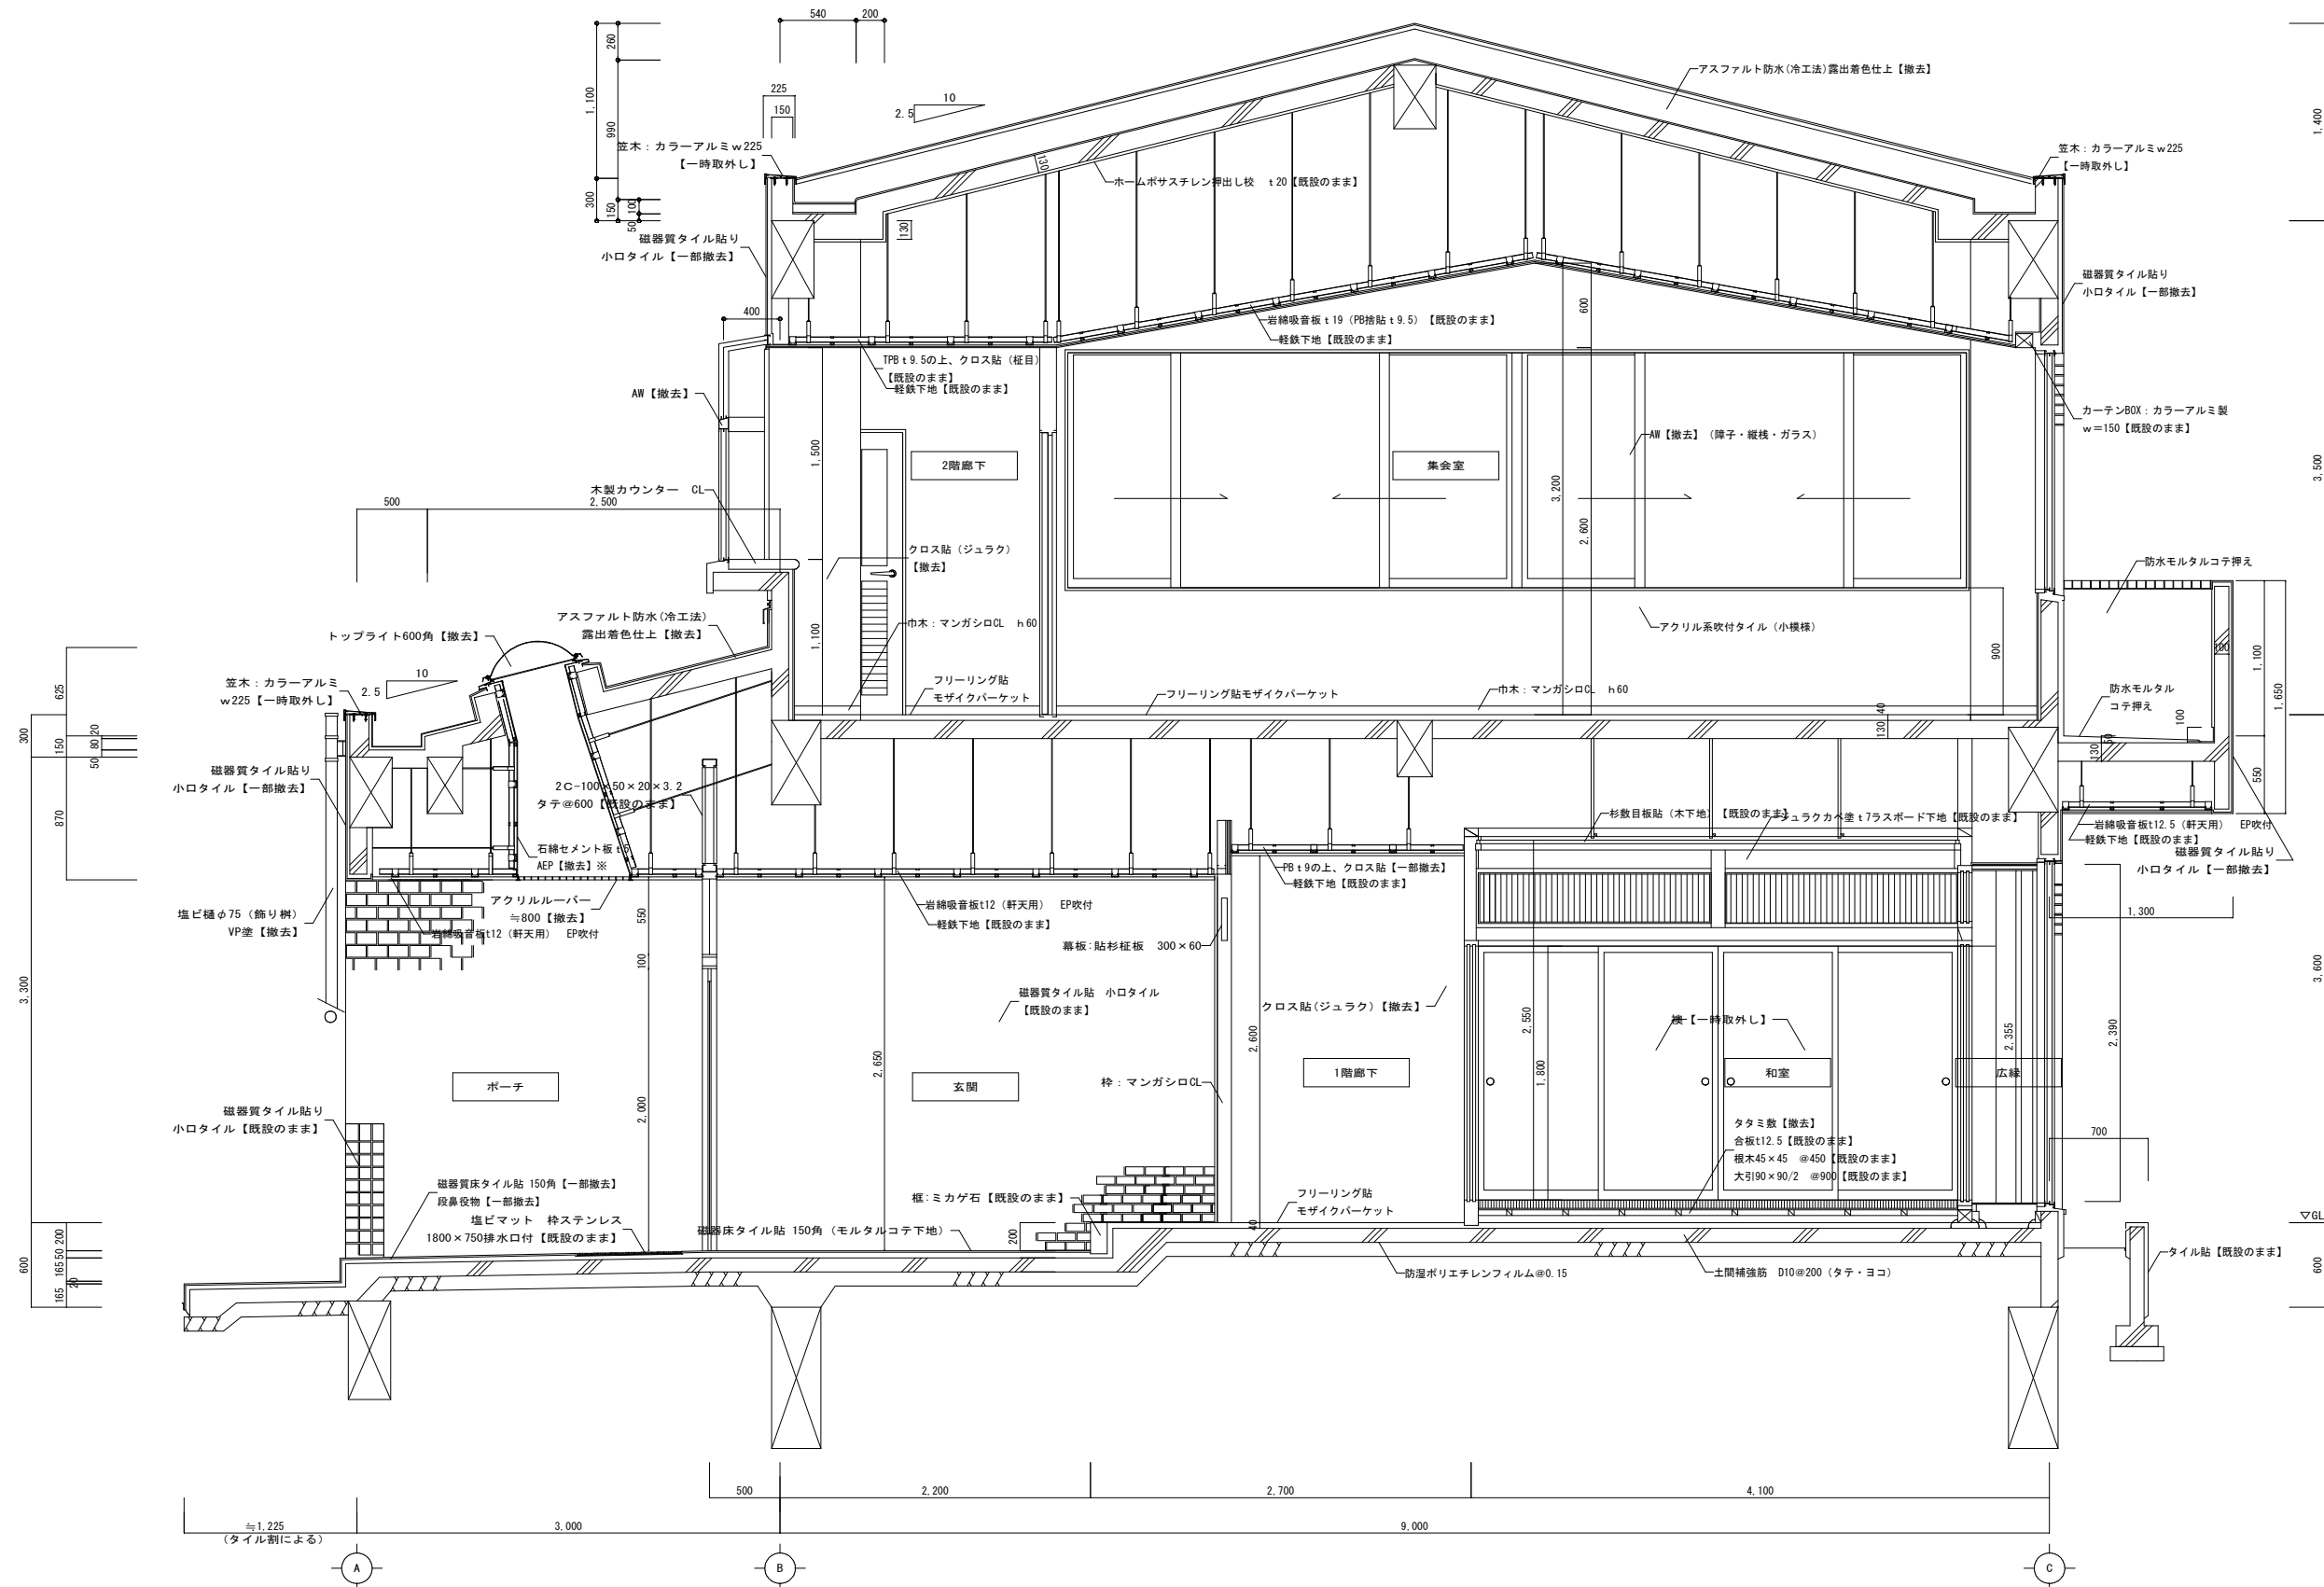 540
200
260
1,100
990
300
150
100
50
225
150
10
2.5
笠木：カラーアルミｗ225
【一時取外し】
130
アスファルト防水(冷工法)露出着色仕上【撤去】
ホームポサスチレン押出し校　ｔ20【既設のまま】
笠木：カラーアルミｗ225
【一時取外し】
1,400
磁器質タイル貼り
小口タイル【一部撤去】
130
磁器質タイル貼り
小口タイル【一部撤去】
400
岩綿吸音板ｔ19（PB捨貼ｔ9.5）【既設のまま】
軽鉄下地【既設のまま】
600
TPBｔ9.5の上、クロス貼（柾目）
【既設のまま】
軽鉄下地【既設のまま】
AW【撤去】
カーテンBOX：カラーアルミ製
ｗ＝150【既設のまま】
1,500
2階廊下
集会室
AW【撤去】（障子・縦桟・ガラス）
3,200
2,600
3,500
木製カウンター　CL
500
2,500
クロス貼（ジュラク）
【撤去】
防水モルタルコテ押え
アスファルト防水(冷工法)
露出着色仕上【撤去】
トップライト600角【撤去】
1,100
巾木：マンガシロCL　ｈ60
アクリル系吹付タイル（小模様）
900
100
1,100
1,650
10
2.5
笠木：カラーアルミ
ｗ225【一時取外し】
フリーリング貼
モザイクパーケット
フリーリング貼モザイクパーケット
巾木：マンガシロCL　ｈ60
防水モルタル
コテ押え
100
625
300
150
20
80
50
40
130
130
50
550
磁器質タイル貼り
小口タイル【一部撤去】
2Ｃ-100×50×20×3.2
タテ@600【既設のまま】
杉敷目板貼（木下地）【既設のまま】
ジュラクカベ塗ｔ7ラスボード下地【既設のまま】
岩綿吸音板t12.5（軒天用）　EP吹付
軽鉄下地【既設のまま】
磁器質タイル貼り
小口タイル【一部撤去】
870
石綿セメント板ｔ5
AEP【撤去】※
PBｔ9の上、クロス貼【一部撤去】
軽鉄下地【既設のまま】
アクリルルーバー
≒800【撤去】
塩ビ樋φ75（飾り桝）
VP塗【撤去】
岩綿吸音板t12（軒天用）　EP吹付
550
岩綿吸音板t12（軒天用）　EP吹付
軽鉄下地【既設のまま】
幕板:貼杉柾板　300×60
1,300
100
3,300
磁器質タイル貼　小口タイル
【既設のまま】
クロス貼(ジュラク)【撤去】
襖【一時取外し】
2,550
2,600
2,355
2,390
3,600
ポーチ
2,000
玄関
2,650
枠：マンガシロCL
1階廊下
1,800
和室
広縁
磁器質タイル貼り
小口タイル【既設のまま】
タタミ敷【撤去】
合板t12.5【既設のまま】
根木45×45　@450【既設のまま】
大引90×90/2　@900【既設のまま】
700
磁器質床タイル貼 150角【一部撤去】
段鼻役物【一部撤去】
塩ビマット　枠ステンレス
1800×750排水口付【既設のまま】
框:ミカゲ石【既設のまま】
磁器床タイル貼 150角（モルタルコテ下地）
フリーリング貼
モザイクパーケット
200
40
▽GL
600
200
50
165
20
165
防湿ポリエチレンフィルム@0.15
土間補強筋　D10@200（タテ・ヨコ）
タイル貼【既設のまま】
600
500
2,200
2,700
4,100
≒1,225
（タイル割による）
3,000
9,000
A
B
C